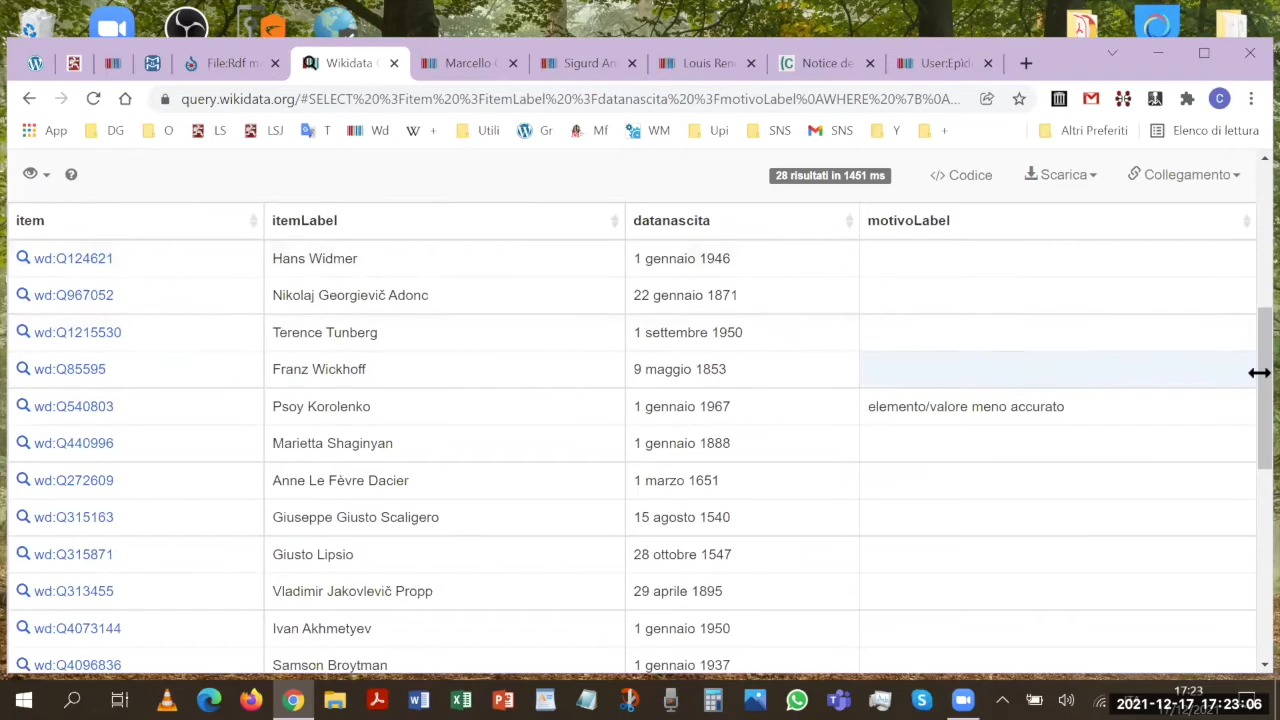 File:Rdf m
Wikidata
Marcello
Sigurd An
Louis Ren
Notice de
User:Epìd
query.wikidata.org/#SELECT%20%3Fitem%20%3FitemLabel%20%3Fdatanascita%20%3FmotivoLabel%0AWHERE%20%7B%0A...
App DG O LS LSJ T Wd + Utili Gr Mf WM Upi SNS SNS Y + Altri Preferiti Elenco di lettura
28 risultati in 1451 ms </> Codice Scarica Collegamento
item itemLabel datanascita motivoLabel
wd:Q124621 Hans Widmer 1 gennaio 1946
wd:Q967052 Nikolaj Georgievič Adonc 22 gennaio 1871
wd:Q1215530 Terence Tunberg 1 settembre 1950
wd:Q85595 Franz Wickhoff 9 maggio 1853
wd:Q540803 Psoy Korolenko 1 gennaio 1967 elemento/valore meno accurato
wd:Q440996 Marietta Shaginyan 1 gennaio 1888
wd:Q272609 Anne Le Fèvre Dacier 1 marzo 1651
wd:Q315163 Giuseppe Giusto Scaligero 15 agosto 1540
wd:Q315871 Giusto Lipsio 28 ottobre 1547
wd:Q313455 Vladimir Jakovlevič Propp 29 aprile 1895
wd:Q4073144 Ivan Akhmetyev 1 gennaio 1950
wd:Q4096836 Samson Broytman 1 gennaio 1937
17:23
2021-12-17 17:23:06